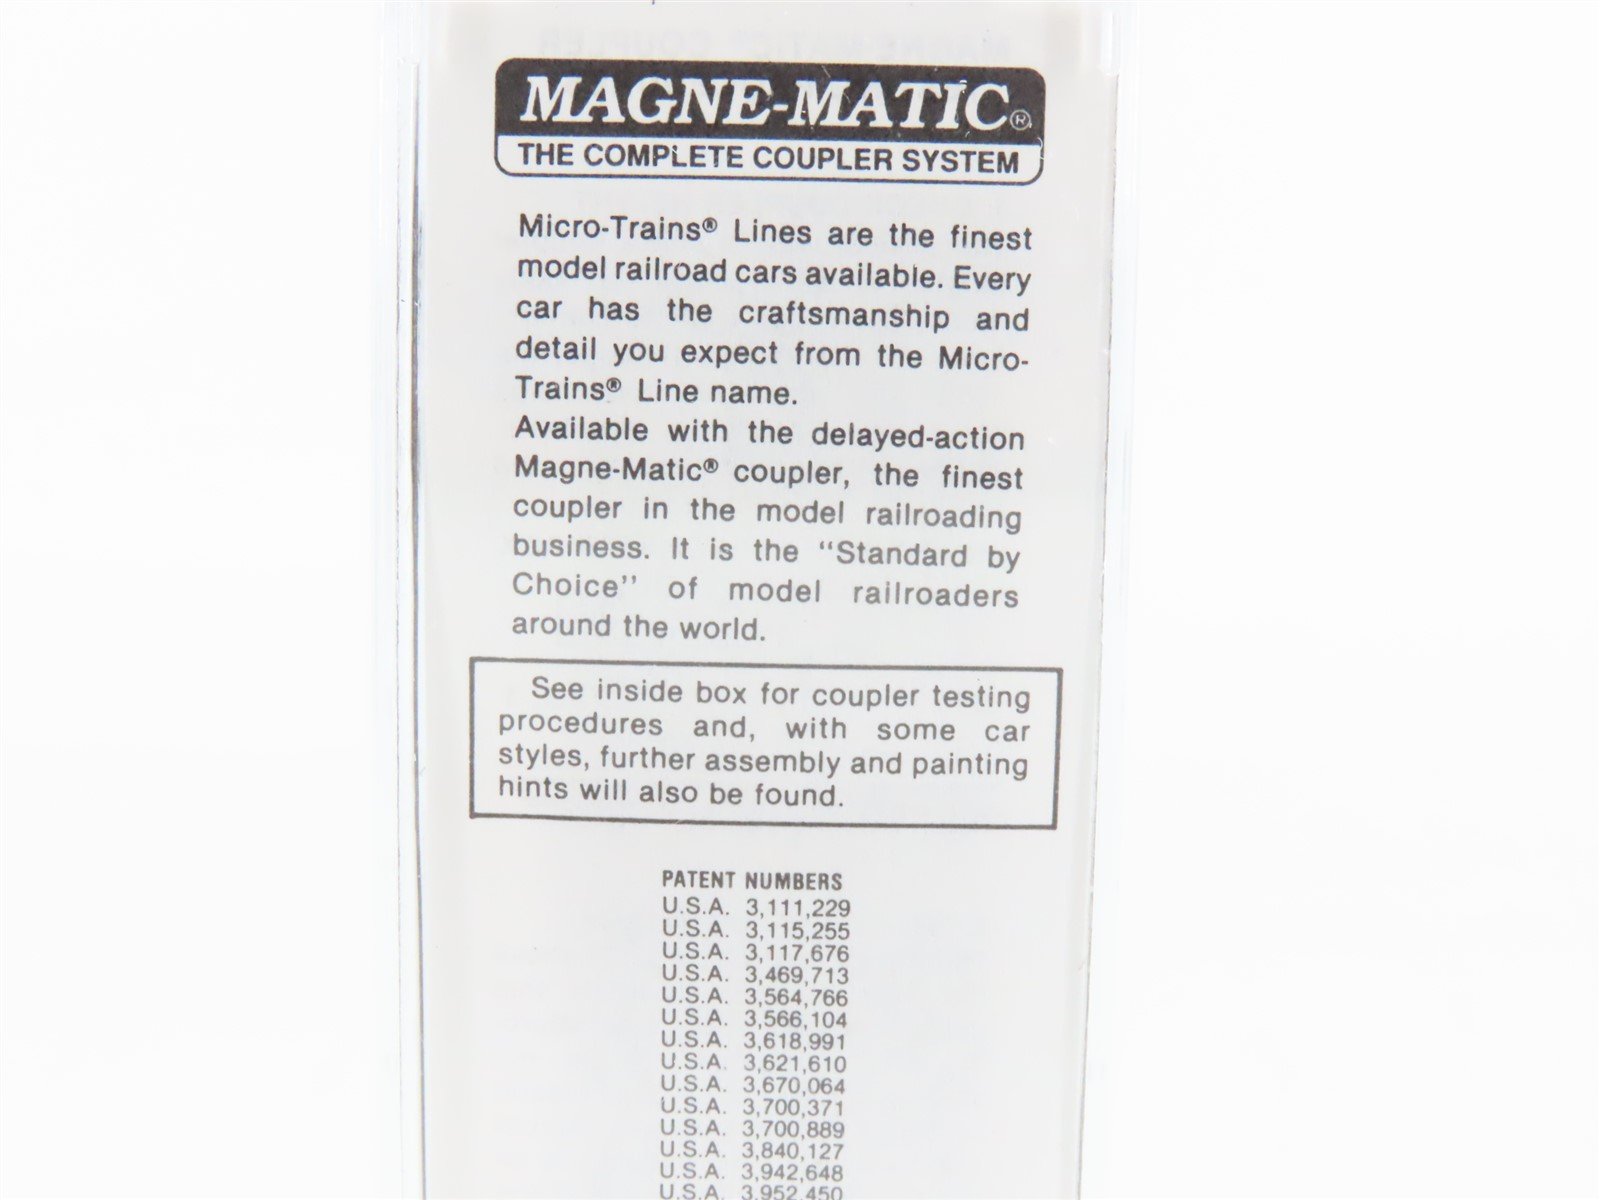 MAGNE-MATIC®
THE COMPLETE COUPLER SYSTEM
Micro-Trains® Lines are the finest
model railroad cars available. Every
car has the craftsmanship and
detail you expect from the Micro-
Trains® Line name.
Available with the delayed-action
Magne-Matic® coupler, the finest
coupler in the model railroading
business. It is the “Standard by
Choice” of model railroaders
around the world.
See inside box for coupler testing
procedures and, with some car
styles, further assembly and painting
hints will also be found.
PATENT NUMBERS
U.S.A. 3,111,229
U.S.A. 3,115,255
U.S.A. 3,117,676
U.S.A. 3,469,713
U.S.A. 3,564,766
U.S.A. 3,566,104
U.S.A. 3,618,991
U.S.A. 3,621,610
U.S.A. 3,670,064
U.S.A. 3,700,371
U.S.A. 3,700,889
U.S.A. 3,840,127
U.S.A. 3,942,648
U.S.A. 3,952,450